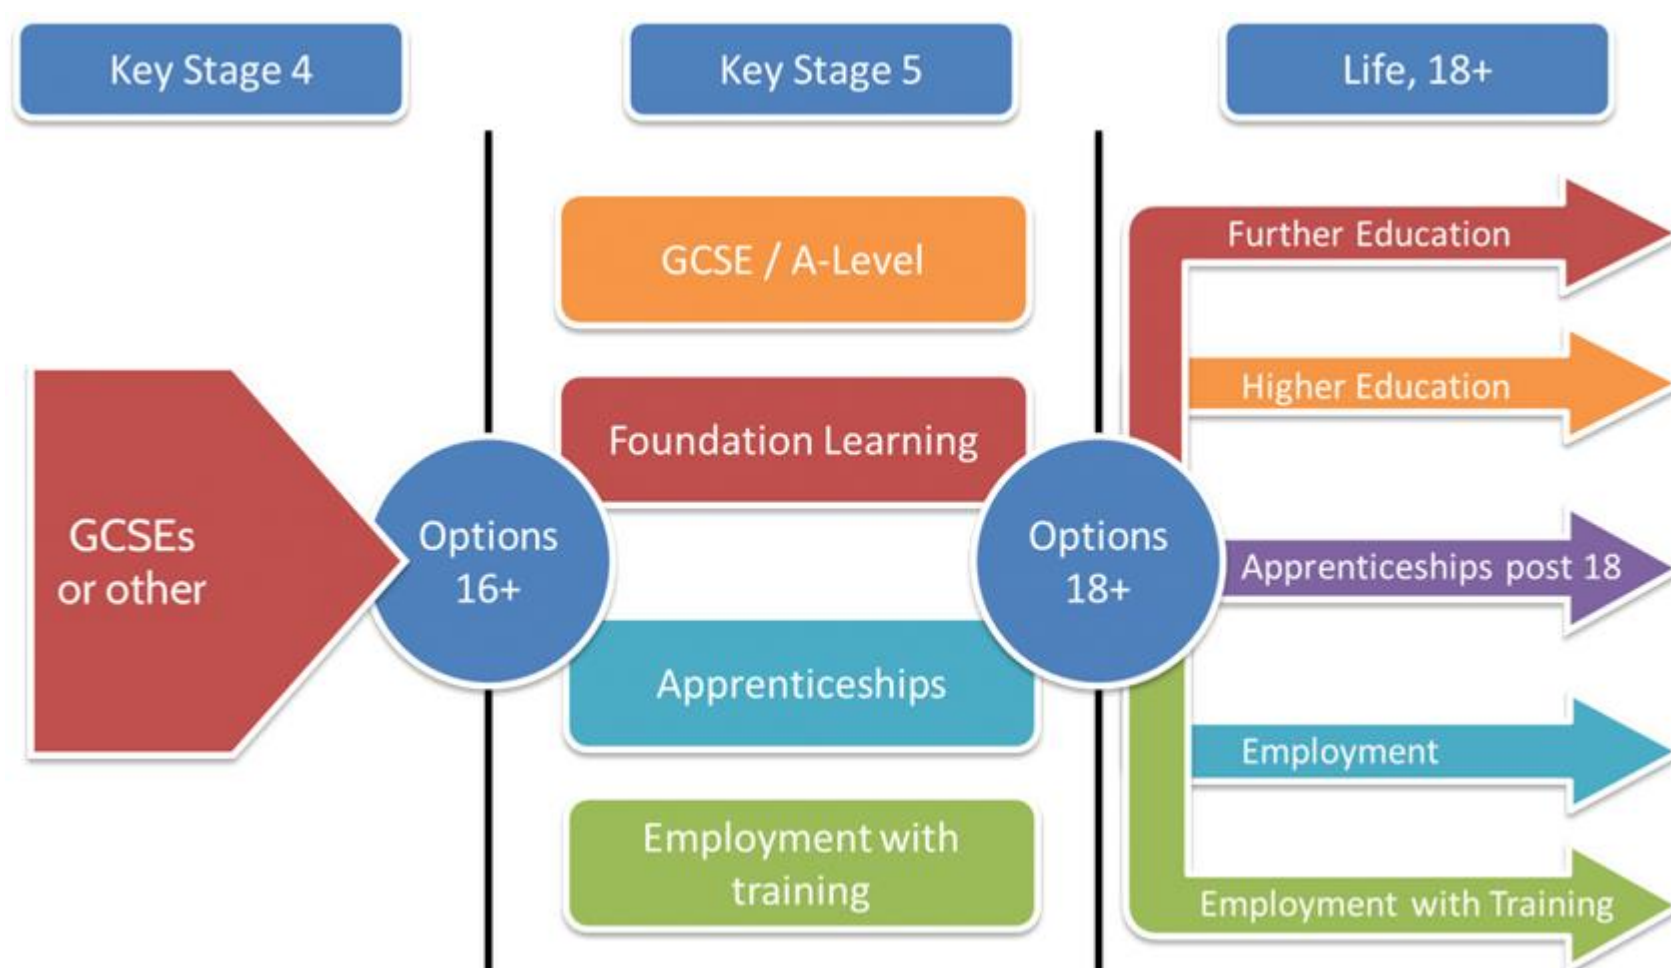 Key Stage 4
Key Stage 5
Life, 18+
GCSEs
or other
Options
16+
GCSE / A-Level
Foundation Learning
Apprenticeships
Employment with
training
Options
18+
Further Education
Higher Education
Apprenticeships post 18
Employment
Employment with Training